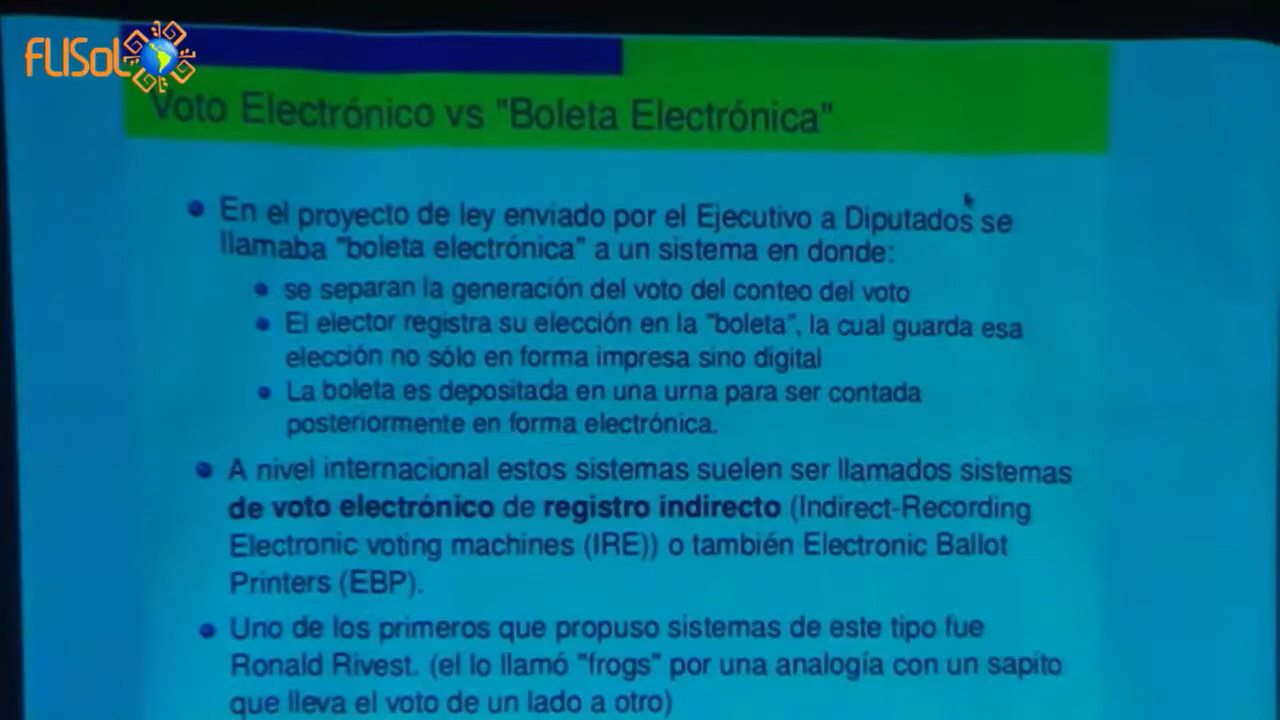 FLISoL
Voto Electrónico vs "Boleta Electrónica"
En el proyecto de ley enviado por el Ejecutivo a Diputados se
llamaba "boleta electrónica" a un sistema en donde:
se separan la generación del voto del conteo del voto
El elector registra su elección en la "boleta", la cual guarda esa
elección no sólo en forma impresa sino digital
La boleta es depositada en una urna para ser contada
posteriormente en forma electrónica.
A nivel internacional estos sistemas suelen ser llamados sistemas
de voto electrónico de registro indirecto (Indirect-Recording
Electronic voting machines (IRE)) o también Electronic Ballot
Printers (EBP).
Uno de los primeros que propuso sistemas de este tipo fue
Ronald Rivest. (el lo llamó "frogs" por una analogía con un sapito
que lleva el voto de un lado a otro)